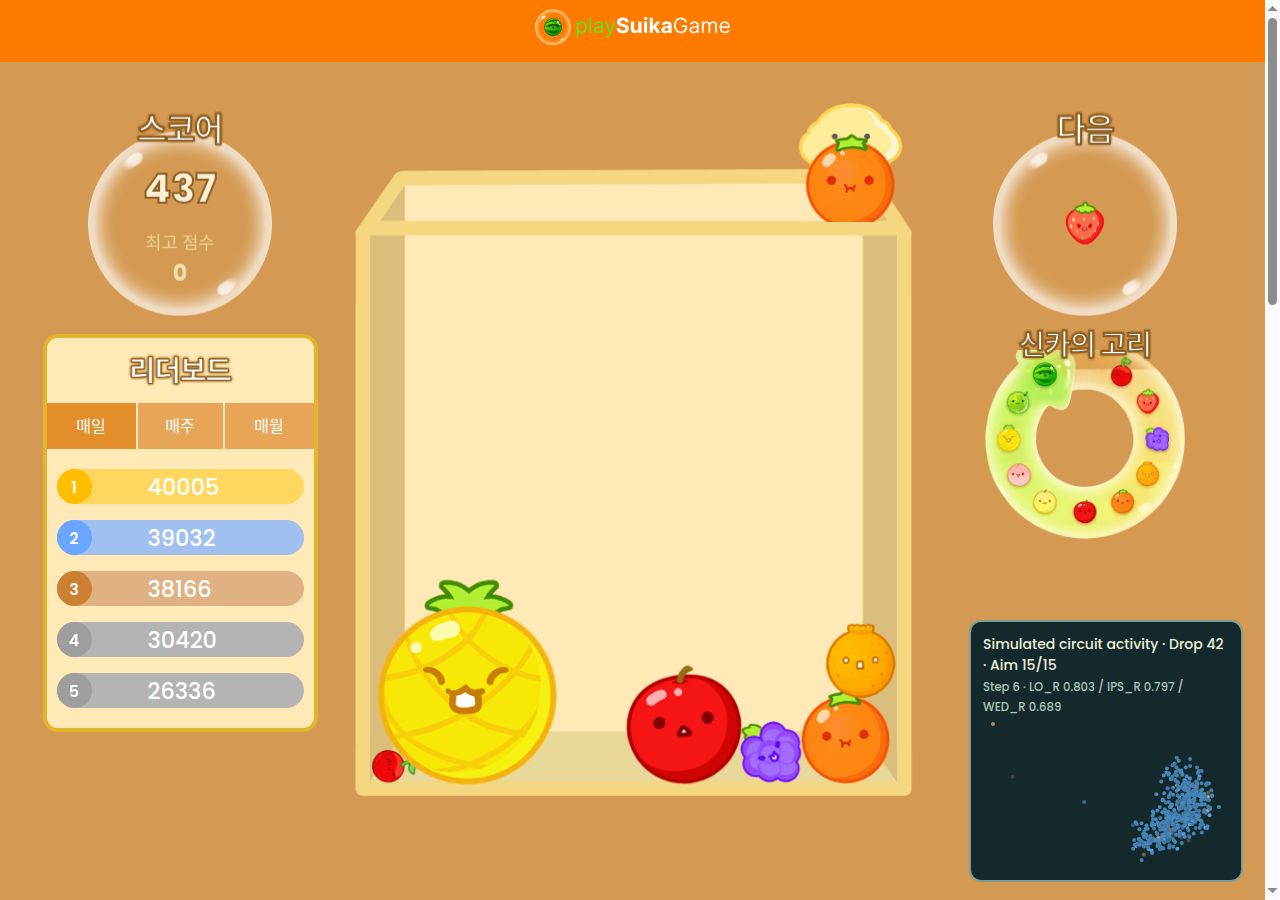 playSuikaGame
스코어
437
최고 점수
0
다음
신카의 고리
리더보드
매일 매주 매월
1 40005
2 39032
3 38166
4 30420
5 26336
Simulated circuit activity · Drop 42
· Aim 15/15
Step 6 · LO_R 0.803 / IPS_R 0.797 /
WED_R 0.689